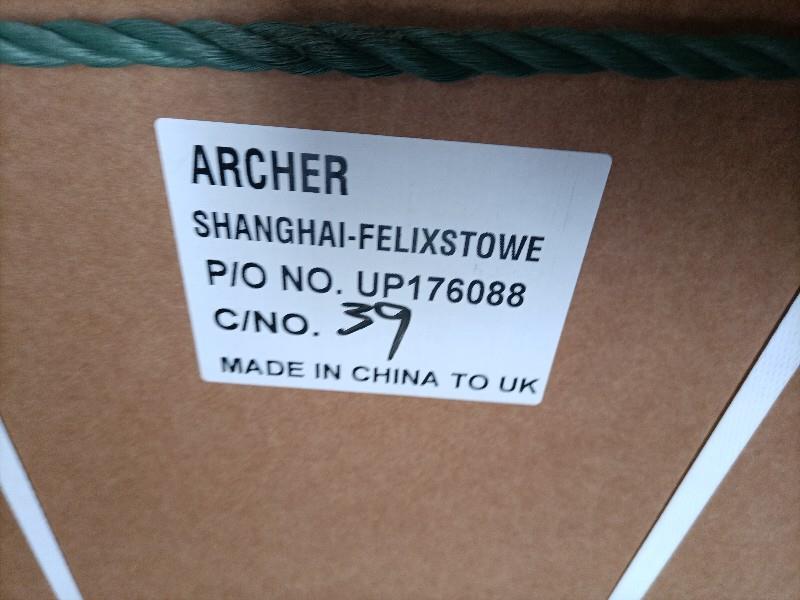 ARCHER
SHANGHAI-FELIXSTOWE
P/O NO. UP176088
C/NO. 39
MADE IN CHINA TO UK